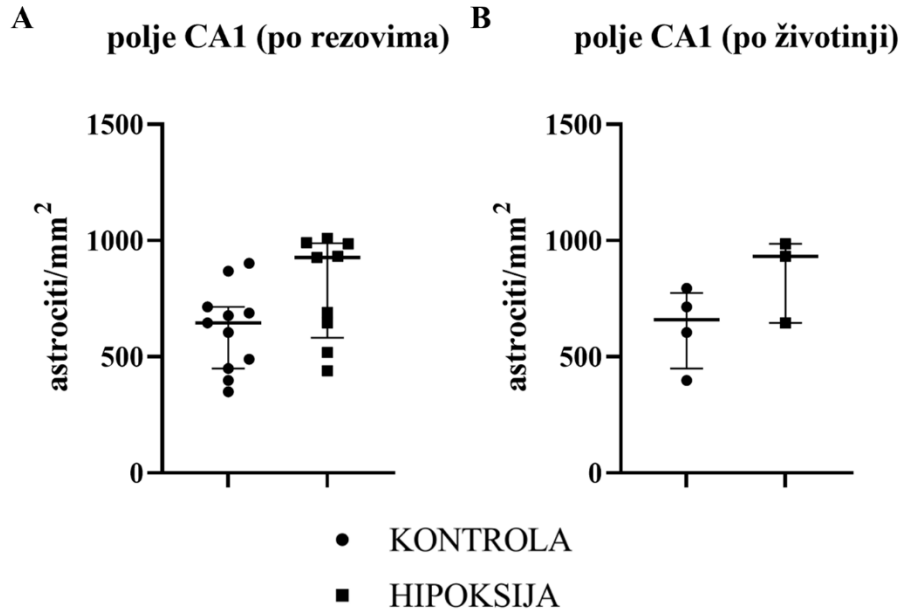 A
polje CA1 (po rezovima)
astrociti/mm²
1500
1000
500
0
B
polje CA1 (po životinji)
astrociti/mm²
1500
1000
500
0
KONTROLA
HIPOKSIJA